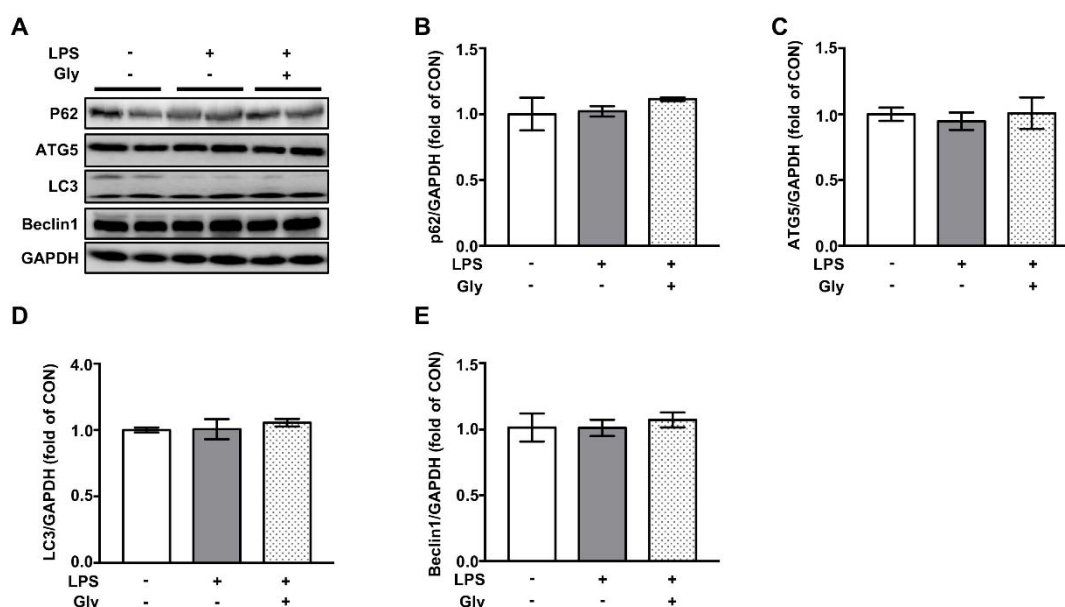 A
LPS - + +
Gly - - +
P62
ATG5
LC3
Beclin1
GAPDH
B
p62/GAPDH (fold of CON)
1.5
1.0
0.5
0.0
LPS - + +
Gly - - +
C
ATG5/GAPDH (fold of CON)
1.5
1.0
0.5
0.0
LPS - + +
Gly - - +
D
LC3/GAPDH (fold of CON)
4.0
1.0
0.5
0.0
LPS - + +
Gly - - +
E
Beclin1/GAPDH (fold of CON)
1.5
1.0
0.5
0.0
LPS - + +
Gly - - +